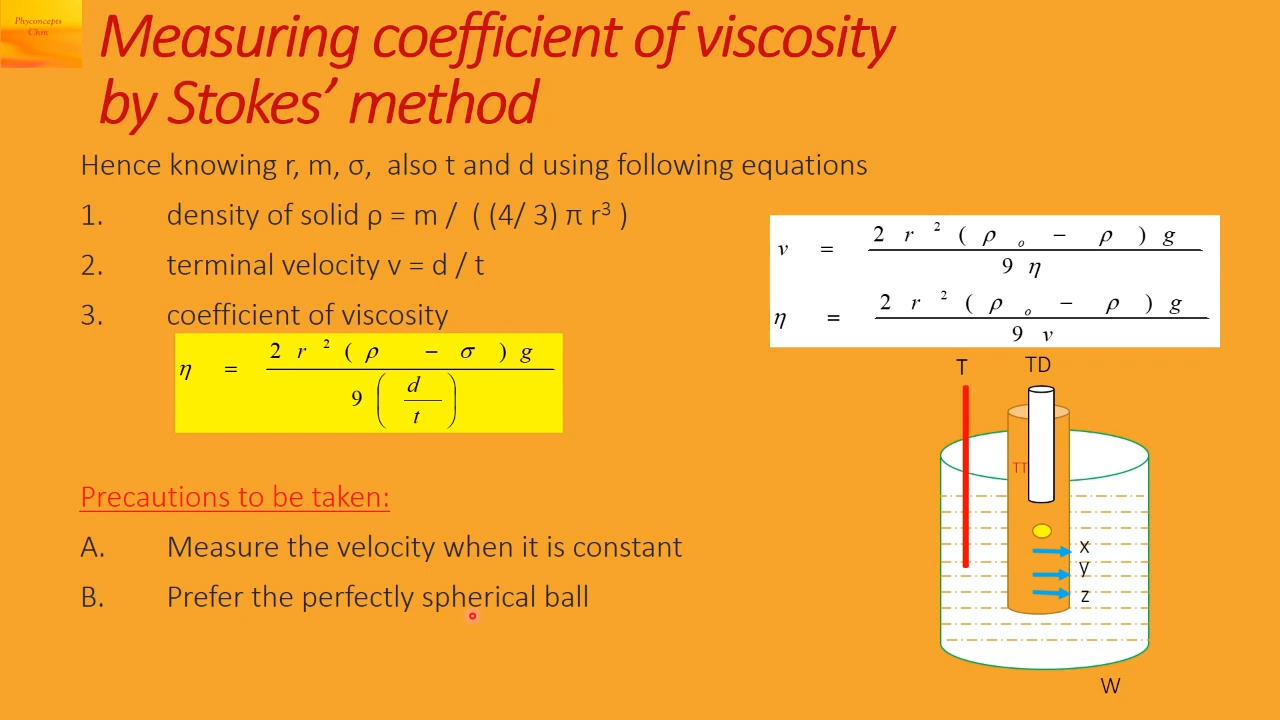 Phyconcepts
Chnn
Measuring coefficient of viscosity
by Stokes’ method
Hence knowing r, m, σ, also t and d using following equations
1. density of solid ρ = m / ( (4/ 3) π r³ )
2. terminal velocity v = d / t
3. coefficient of viscosity
η = 2 r ² ( ρ − σ ) g / 9 ( d / t )
v = 2 r ² ( ρ ₒ − ρ ) g / 9 η
η = 2 r ² ( ρ ₒ − ρ ) g / 9 v
Precautions to be taken:
A. Measure the velocity when it is constant
B. Prefer the perfectly spherical ball
T
TD
TT
x
y
z
W